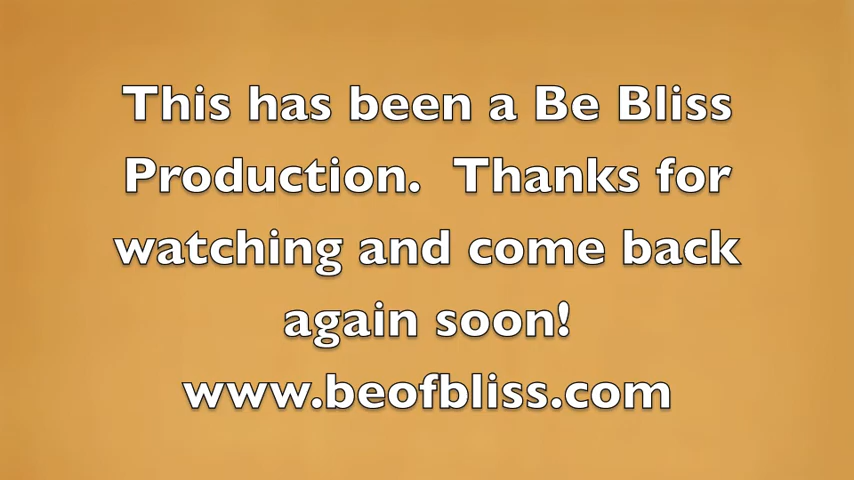 This has been a Be Bliss
Production.  Thanks for
watching and come back
again soon!
www.beofbliss.com